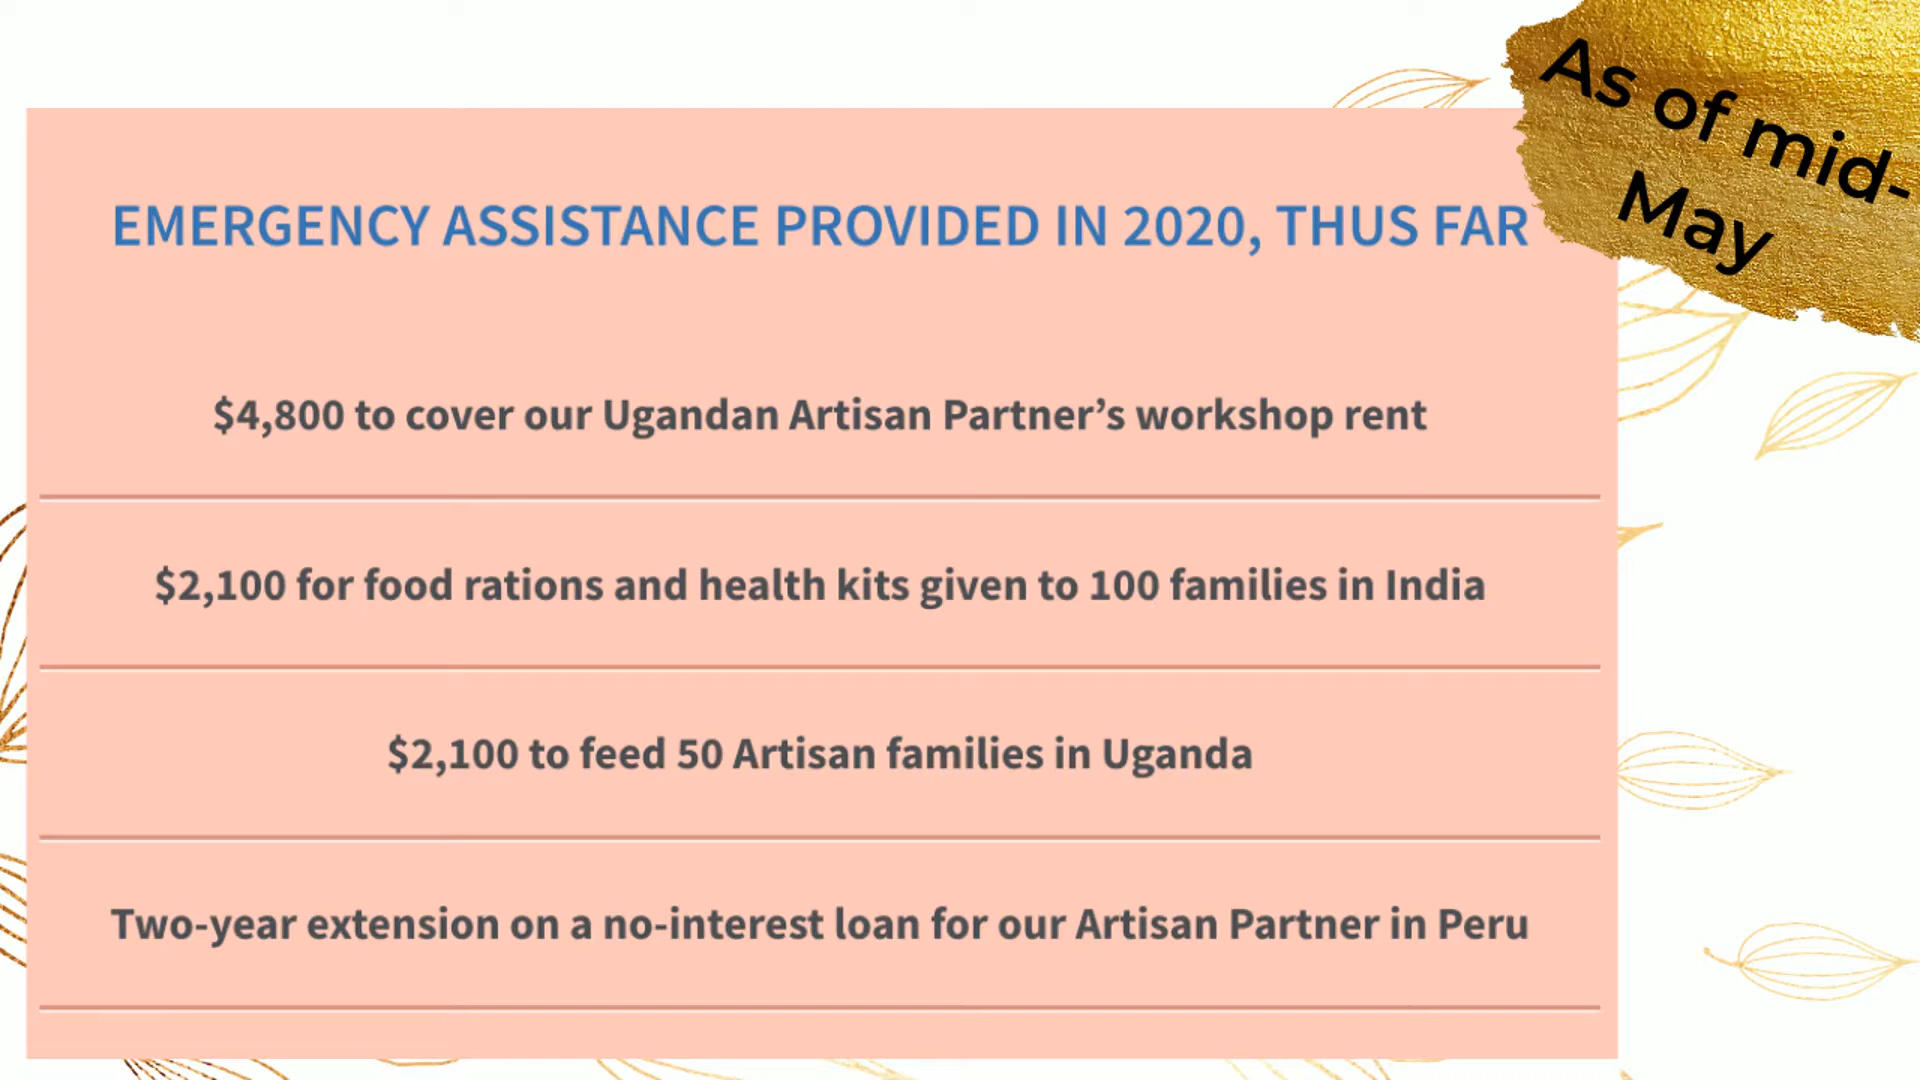 As of mid-
May
EMERGENCY ASSISTANCE PROVIDED IN 2020, THUS FAR
$4,800 to cover our Ugandan Artisan Partner’s workshop rent
$2,100 for food rations and health kits given to 100 families in India
$2,100 to feed 50 Artisan families in Uganda
Two-year extension on a no-interest loan for our Artisan Partner in Peru